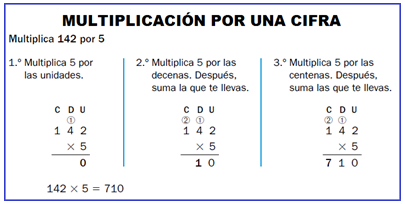 MULTIPLICACIÓN POR UNA CIFRA
Multiplica 142 por 5
1.º Multiplica 5 por
las unidades.
C D U
①
1 4 2
× 5
0
2.º Multiplica 5 por las
decenas. Después,
suma la que te llevas.
C D U
② ①
1 4 2
× 5
1 0
3.º Multiplica 5 por las
centenas. Después,
suma las que te llevas.
C D U
② ①
1 4 2
× 5
7 1 0
142 × 5 = 710